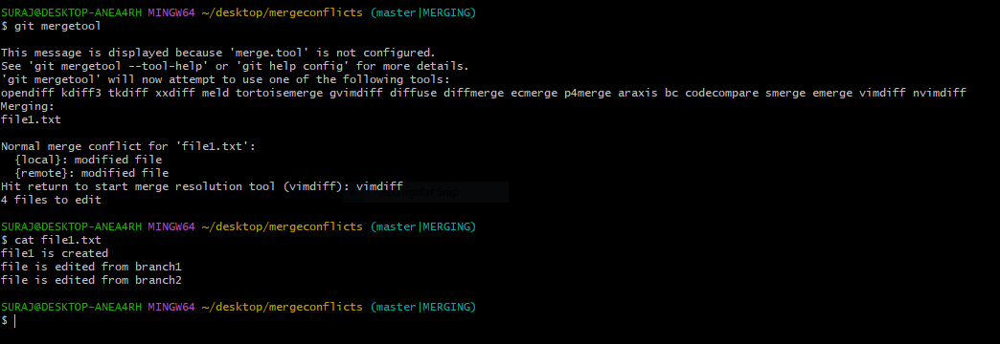 SURAJ@DESKTOP-ANEA4RH MINGW64 ~/desktop/mergeconflicts (master|MERGING)
$ git mergetool

This message is displayed because 'merge.tool' is not configured.
See 'git mergetool --tool-help' or 'git help config' for more details.
'git mergetool' will now attempt to use one of the following tools:
opendiff kdiff3 tkdiff xxdiff meld tortoisemerge gvimdiff diffuse diffmerge ecmerge p4merge araxis bc codecompare smerge emerge vimdiff nvimdiff
Merging:
file1.txt

Normal merge conflict for 'file1.txt':
  {local}: modified file
  {remote}: modified file
Hit return to start merge resolution tool (vimdiff): vimdiff
4 files to edit

SURAJ@DESKTOP-ANEA4RH MINGW64 ~/desktop/mergeconflicts (master|MERGING)
$ cat file1.txt
file1 is created
file is edited from branch1
file is edited from branch2

SURAJ@DESKTOP-ANEA4RH MINGW64 ~/desktop/mergeconflicts (master|MERGING)
$